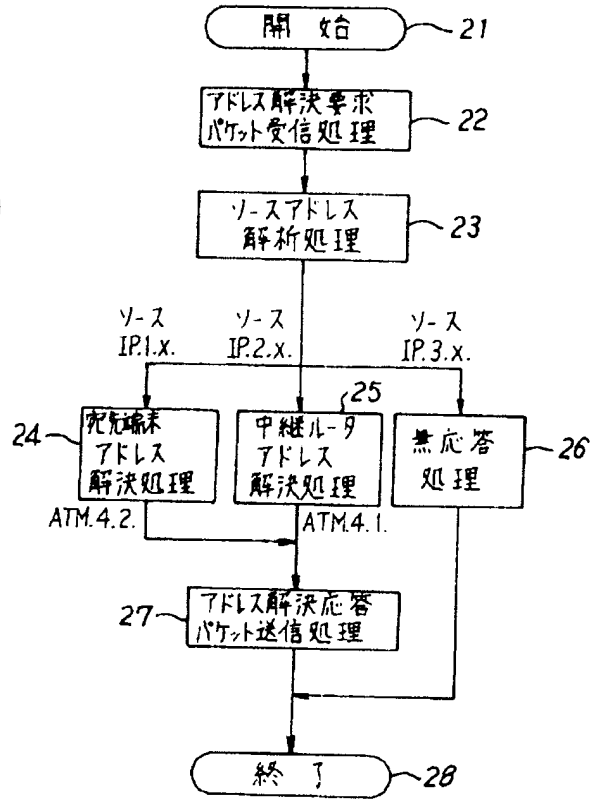 開始
21
アドレス解決要求
パケット受信処理
22
ソースアドレス
解析処理
23
ソース
IP.1.x.
ソース
IP.2.x.
ソース
IP.3.x.
24
宛先端末
アドレス
解決処理
25
中継ルータ
アドレス
解決処理
無応答
処理
26
ATM.4.2.
ATM.4.1.
27
アドレス解決応答
パケット送信処理
終了
28